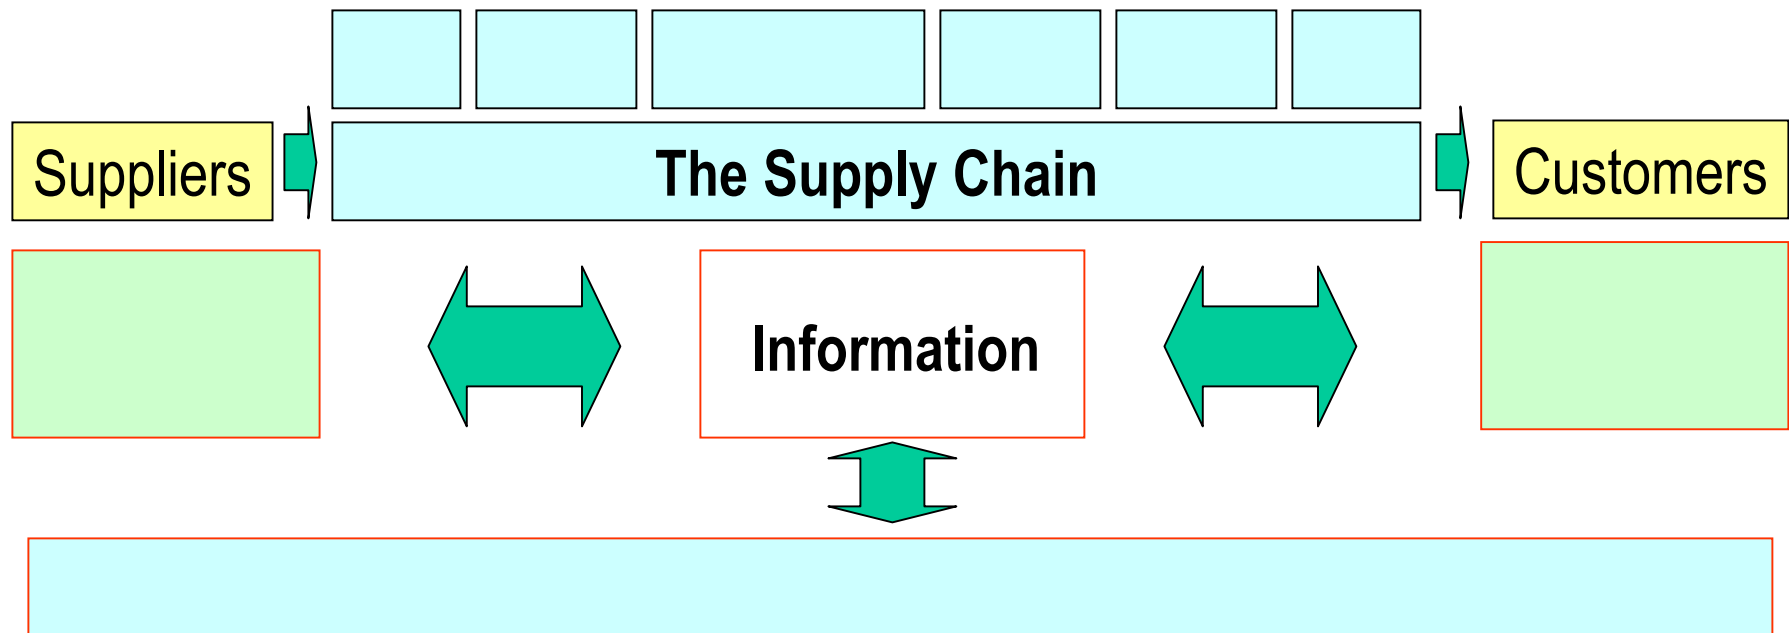 Suppliers
The Supply Chain
Customers
Information